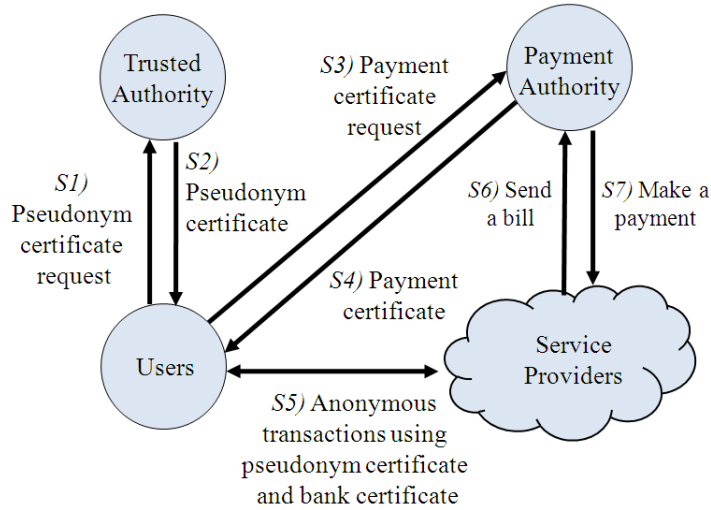 Trusted
Authority
Payment
Authority
S3) Payment
certificate
request
S1)
Pseudonym
certificate
request
S2)
Pseudonym
certificate
S6) Send
a bill
S7) Make a
payment
S4) Payment
certificate
Users
Service
Providers
S5) Anonymous
transactions using
pseudonym certificate
and bank certificate